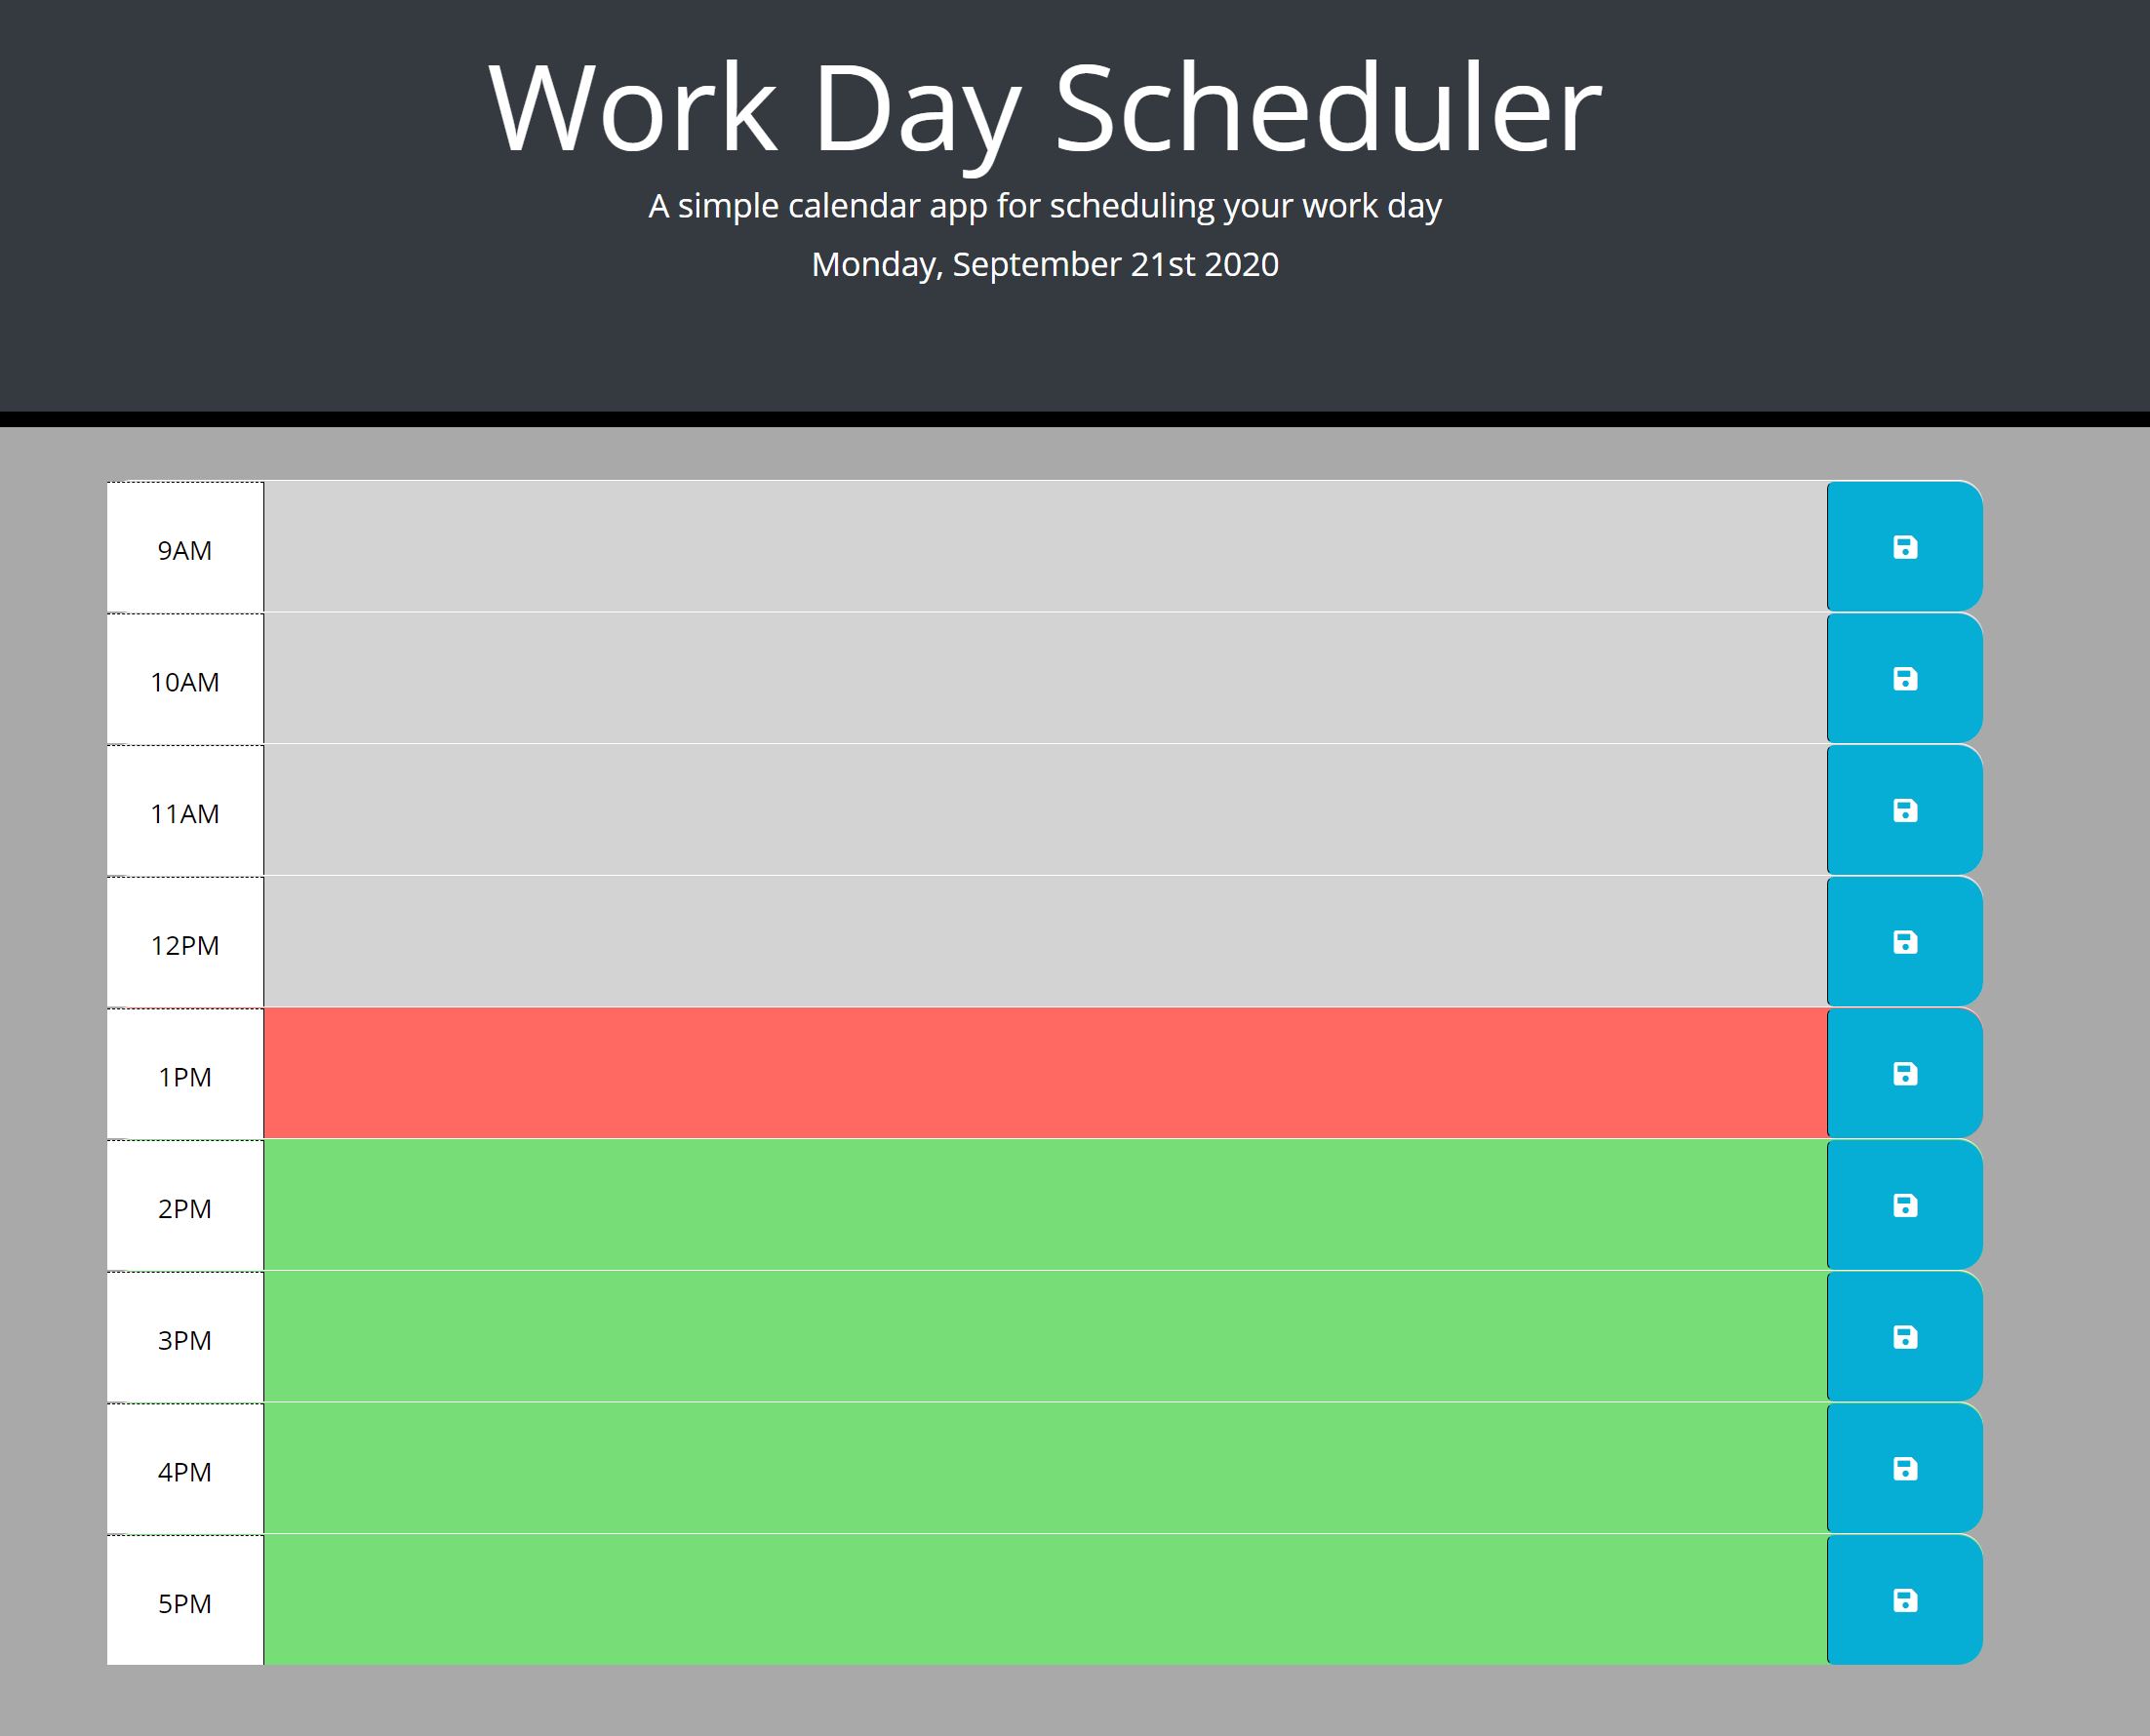 Work Day Scheduler
A simple calendar app for scheduling your work day
Monday, September 21st 2020
9AM
10AM
11AM
12PM
1PM
2PM
3PM
4PM
5PM